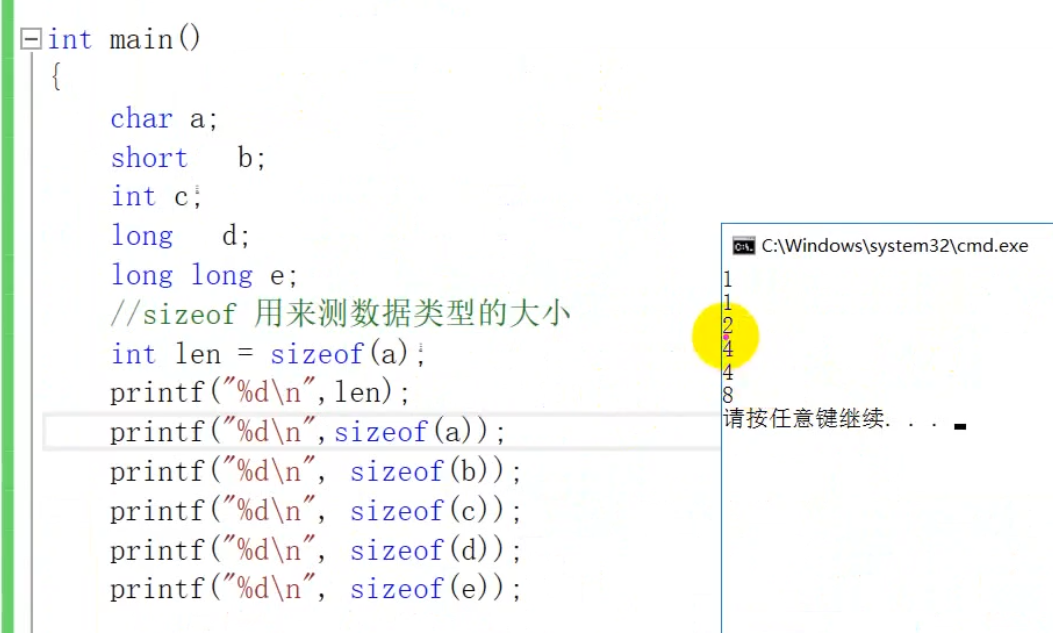 int main()
{
char a;
short b;
int c;
long d;
long long e;
//sizeof 用来测数据类型的大小
int len = sizeof(a);
printf("%d\n",len);
printf("%d\n",sizeof(a));
printf("%d\n", sizeof(b));
printf("%d\n", sizeof(c));
printf("%d\n", sizeof(d));
printf("%d\n", sizeof(e));
C:\Windows\system32\cmd.exe
1
1
2
4
4
8
请按任意键继续. . .